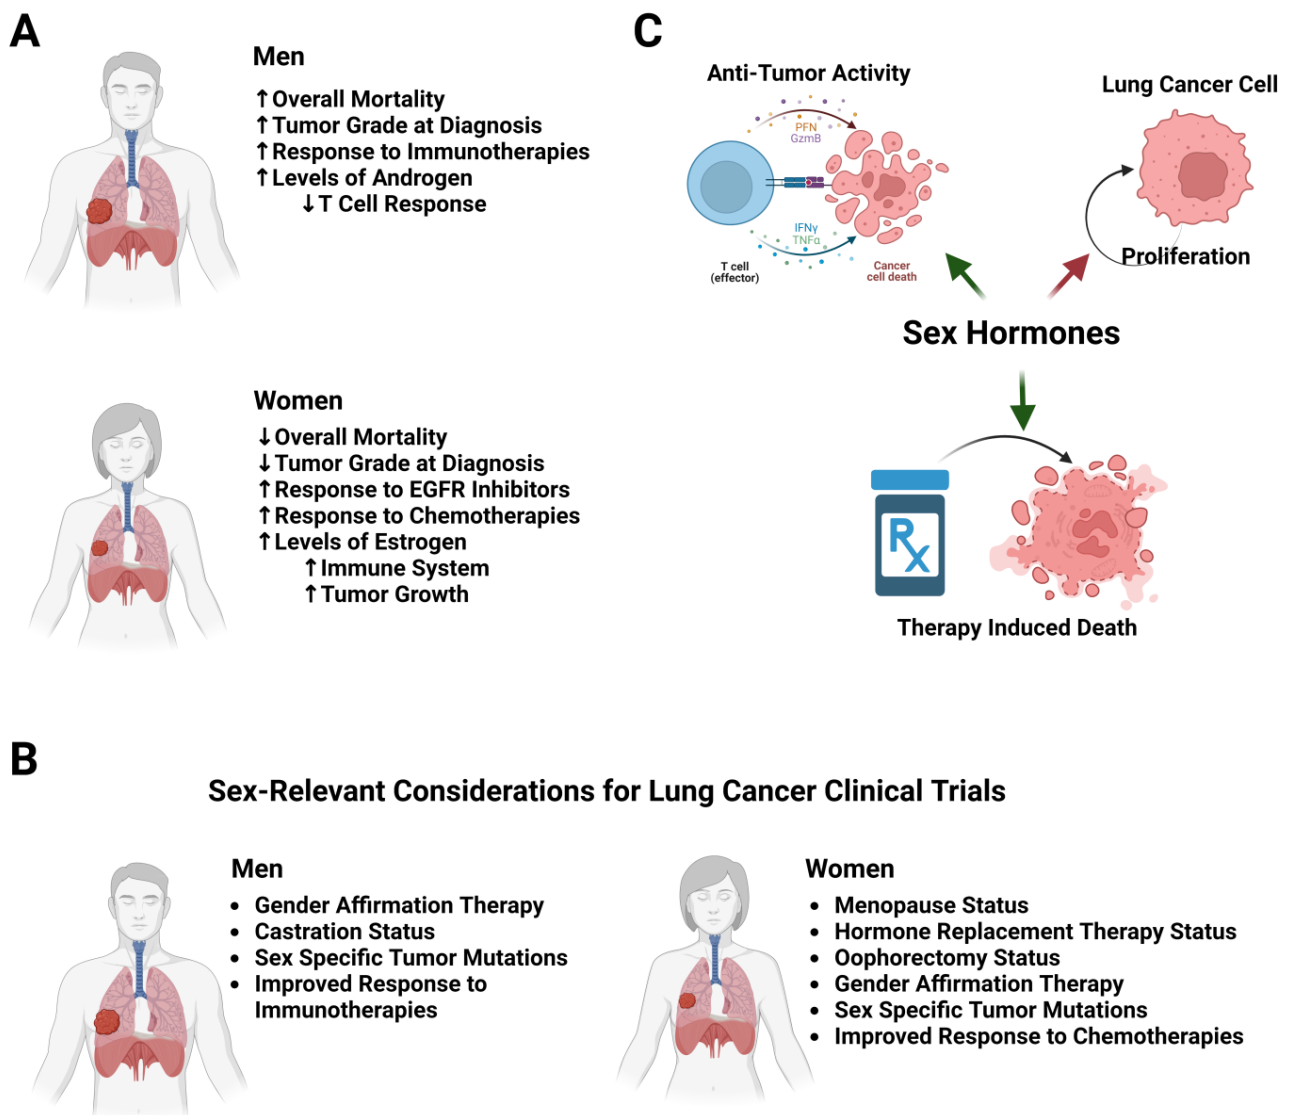 A
Men
↑Overall Mortality
↑Tumor Grade at Diagnosis
↑Response to Immunotherapies
↑Levels of Androgen
↓T Cell Response
Women
↓Overall Mortality
↓Tumor Grade at Diagnosis
↑Response to EGFR Inhibitors
↑Response to Chemotherapies
↑Levels of Estrogen
↑Immune System
↑Tumor Growth
C
Anti-Tumor Activity
PFN
GzmB
IFNγ
TNFα
T cell
(effector)
Cancer
cell death
Lung Cancer Cell
Proliferation
Sex Hormones
Rx
Therapy Induced Death
B
Sex-Relevant Considerations for Lung Cancer Clinical Trials
Men
• Gender Affirmation Therapy
• Castration Status
• Sex Specific Tumor Mutations
• Improved Response to
Immunotherapies
Women
• Menopause Status
• Hormone Replacement Therapy Status
• Oophorectomy Status
• Gender Affirmation Therapy
• Sex Specific Tumor Mutations
• Improved Response to Chemotherapies